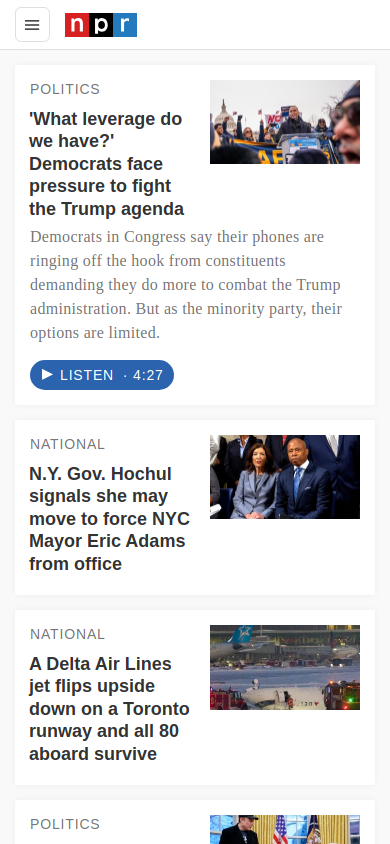 npr
POLITICS
'What leverage do
we have?'
Democrats face
pressure to fight
the Trump agenda
Democrats in Congress say their phones are
ringing off the hook from constituents
demanding they do more to combat the Trump
administration. But as the minority party, their
options are limited.
LISTEN · 4:27
NATIONAL
N.Y. Gov. Hochul
signals she may
move to force NYC
Mayor Eric Adams
from office
NATIONAL
A Delta Air Lines
jet flips upside
down on a Toronto
runway and all 80
aboard survive
POLITICS